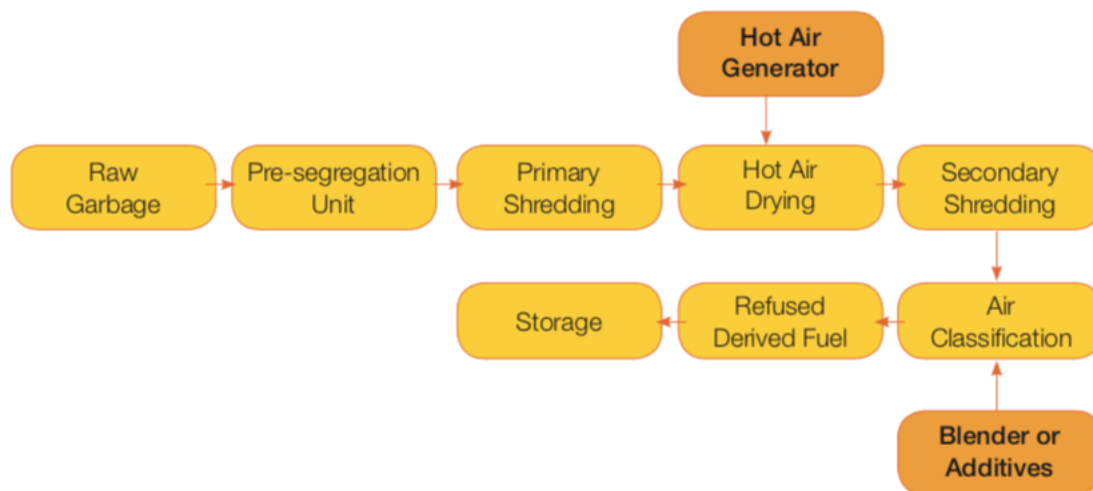 Hot Air
Generator
Raw
Garbage
Pre-segregation
Unit
Primary
Shredding
Hot Air
Drying
Secondary
Shredding
Storage
Refused
Derived Fuel
Air
Classification
Blender or
Additives